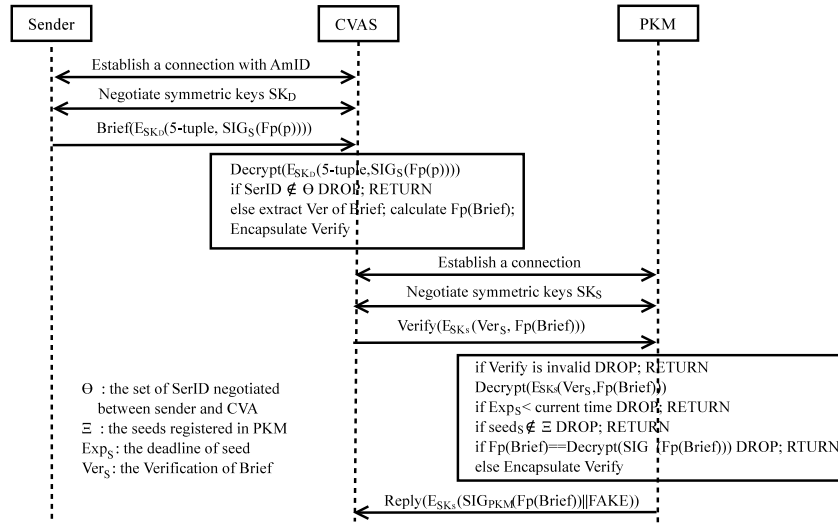 Sender
CVAS
PKM
Establish a connection with AmID
Negotiate symmetric keys SK_D
Brief(E_SK_D(5-tuple, SIG_S(Fp(p))))
Decrypt(E_SK_D(5-tuple,SIG_S(Fp(p))))
if SerID ∉ Θ DROP; RETURN
else extract Ver of Brief; calculate Fp(Brief);
Encapsulate Verify
Establish a connection
Negotiate symmetric keys SK_S
Verify(E_SK_S(Ver_S, Fp(Brief)))
if Verify is invalid DROP; RETURN
Decrypt(E_SK_S(Ver_S,Fp(Brief)))
if Exp_S< current time DROP; RETURN
if seed_S∉ Ξ DROP; RETURN
if Fp(Brief)==Decrypt(SIG (Fp(Brief))) DROP; RTURN
else Encapsulate Verify
Θ : the set of SerID negotiated
between sender and CVA
Ξ : the seeds registered in PKM
Exp_S: the deadline of seed
Ver_S: the Verification of Brief
Reply(E_SK_S(SIG_PKM(Fp(Brief))||FAKE))